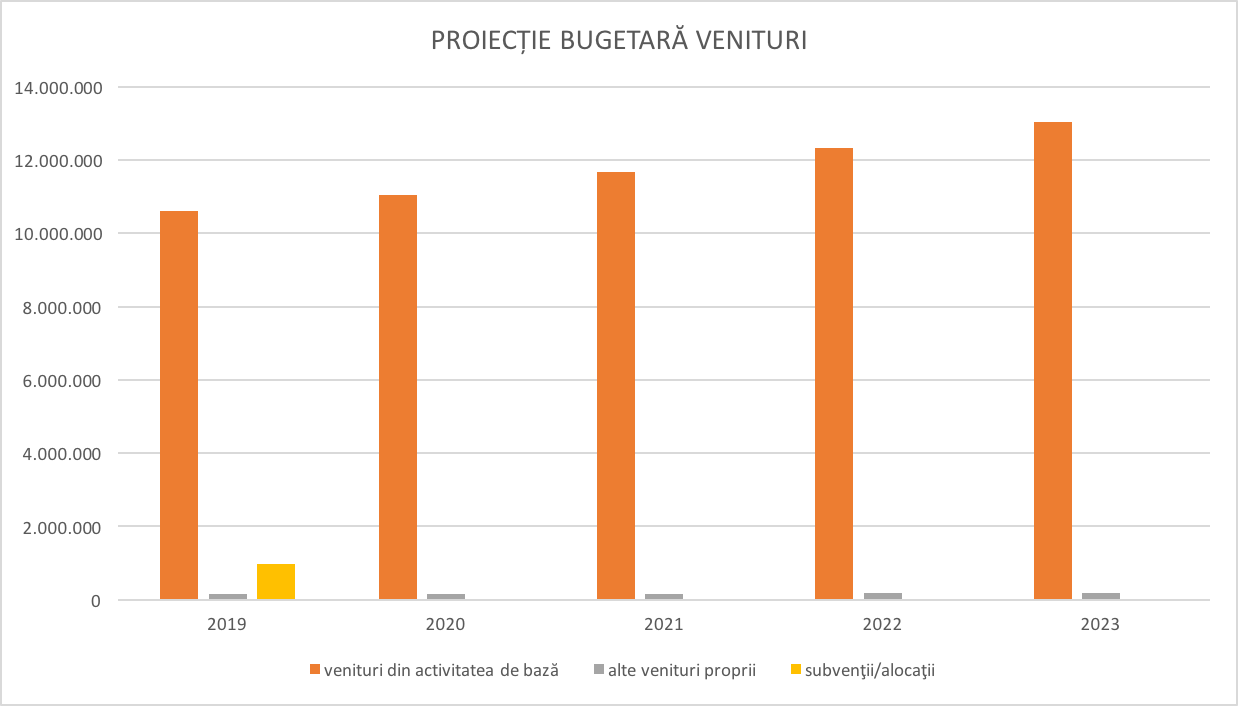 PROIECȚIE BUGETARĂ VENITURI
14.000.000
12.000.000
10.000.000
8.000.000
6.000.000
4.000.000
2.000.000
0
2019 2020 2021 2022 2023
venituri din activitatea de bază alte venituri proprii subvenţii/alocaţii